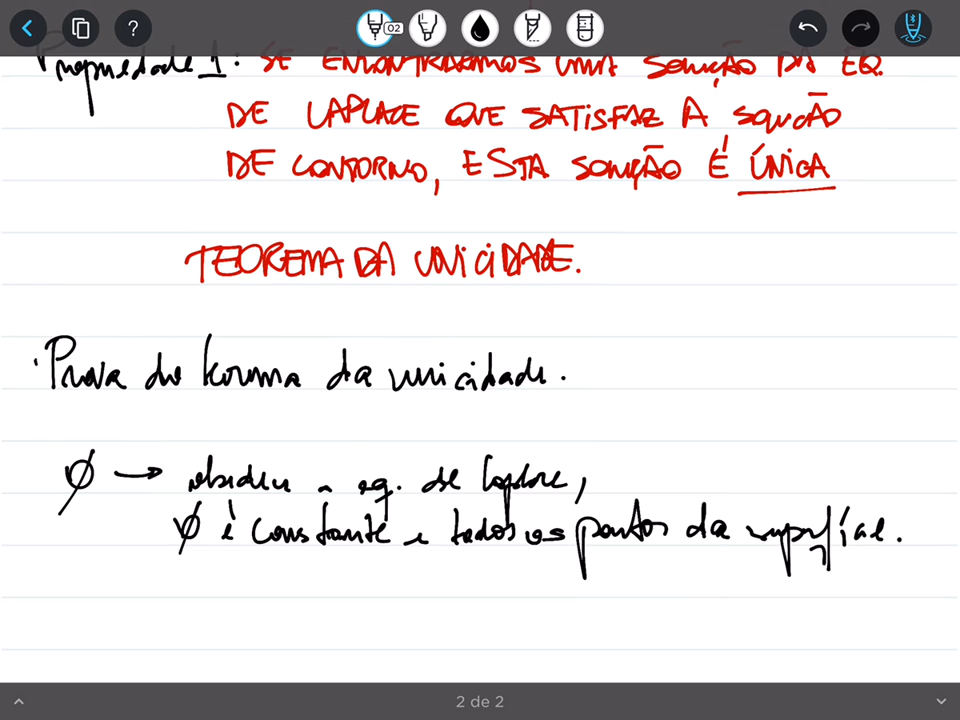 02
Propriedade 1: SE ENCONTRARMOS UMA SOLUÇÃO DA EQ.
DE LAPLACE QUE SATISFAZ A SOLUÇÃO
DE CONTORNO, ESTA SOLUÇÃO É ÚNICA
TEOREMA DA UNICIDADE.
Prova do teorema da unicidade.
φ → obedece a eq. de Laplace,
φ é constante e todos os pontos da superfície.
2 de 2